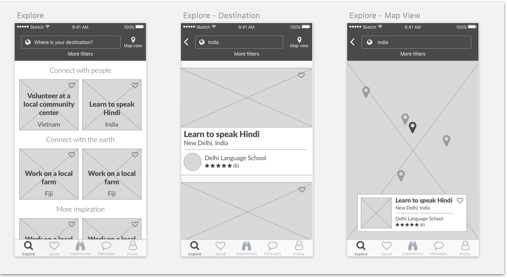 Explore
Sketch
9:41 AM
100%
Where is your destination?
Map view
More filters
Connect with people
Volunteer at a
local community
center
Vietnam
Learn to speak
Hindi
India
Connect with the earth
Work on a local
farm
Fiji
Work on a local
farm
Fiji
More inspiration
Work on a local
Work on a local
Explore
Saved
Experiences
Messages
Profile
Explore - Destination
Sketch
9:41 AM
100%
India
Map view
More filters
Learn to speak Hindi
New Delhi, India
Delhi Language School
★★★★★ (6)
Explore
Saved
Experiences
Messages
Profile
Explore - Map View
Sketch
9:41 AM
100%
India
More filters
Learn to speak Hindi
New Delhi, India
Delhi Language School
★★★★★ (6)
Explore
Saved
Experiences
Messages
Profile